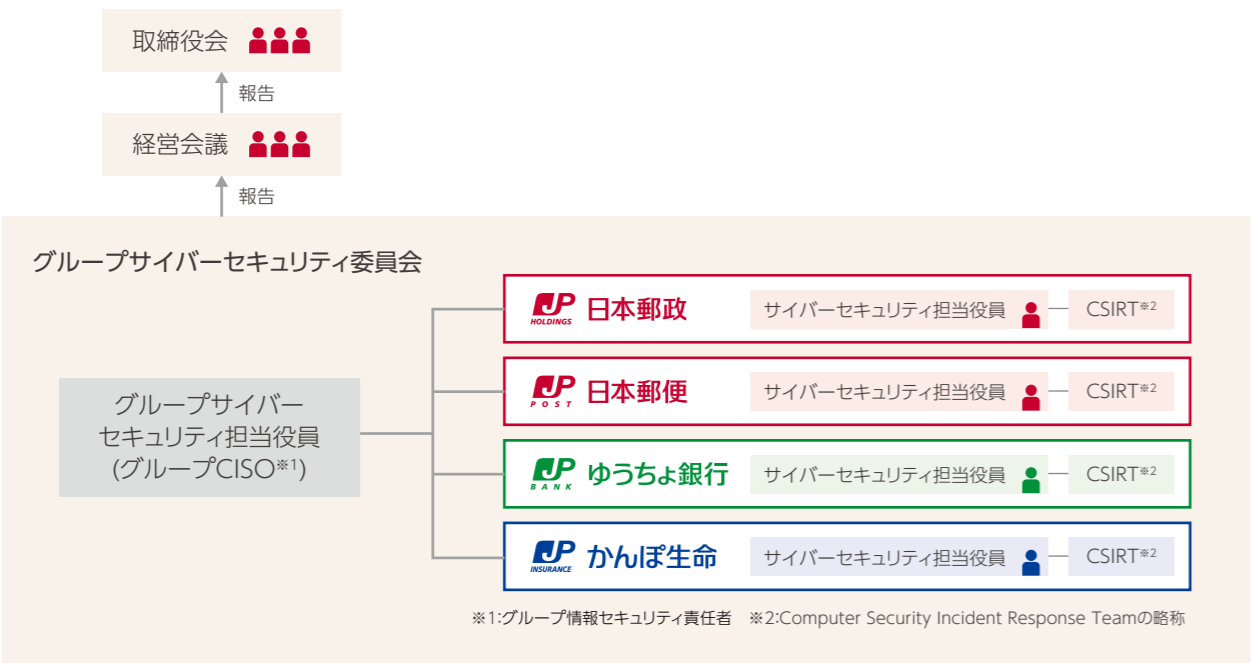 取締役会
報告
経営会議
報告
グループサイバーセキュリティ委員会
グループサイバー
セキュリティ担当役員
(グループCISO※1)
JP HOLDINGS 日本郵政 サイバーセキュリティ担当役員 CSIRT※2
JP POST 日本郵便 サイバーセキュリティ担当役員 CSIRT※2
JP BANK ゆうちょ銀行 サイバーセキュリティ担当役員 CSIRT※2
JP INSURANCE かんぽ生命 サイバーセキュリティ担当役員 CSIRT※2
※1:グループ情報セキュリティ責任者 ※2:Computer Security Incident Response Teamの略称